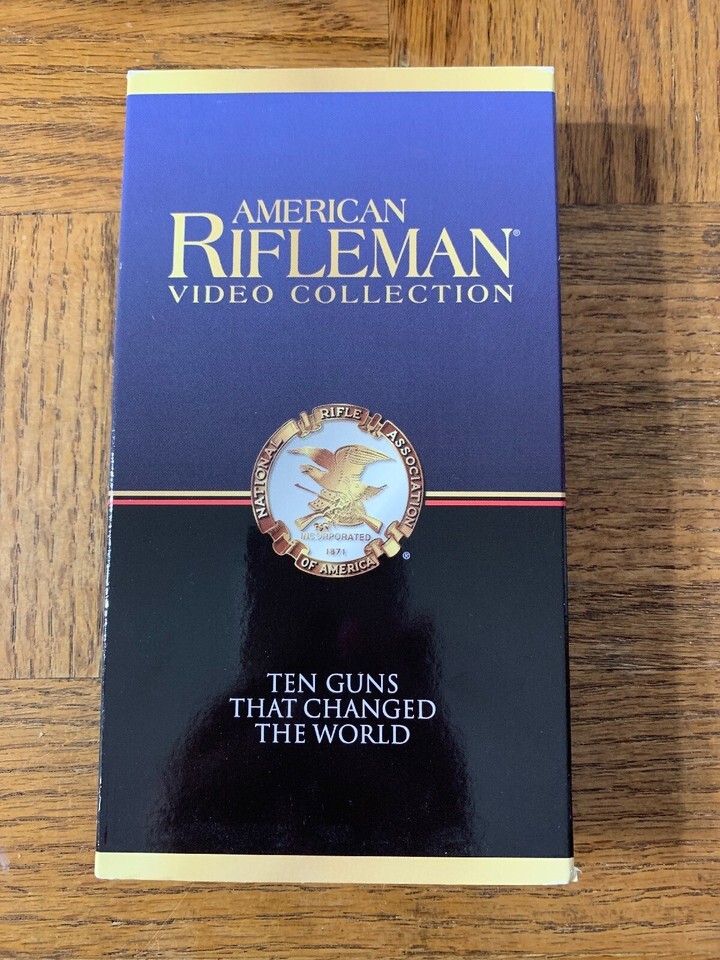 AMERICAN
RIFLEMAN®
VIDEO COLLECTION
NATIONAL RIFLE ASSOCIATION
INCORPORATED
1871
OF AMERICA
®
TEN GUNS
THAT CHANGED
THE WORLD